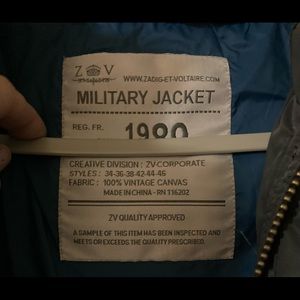 Z V
WWW.ZADIG-ET-VOLTAIRE.COM
MILITARY JACKET
REG. FR. 1980
CREATIVE DIVISION : ZV-CORPORATE
STYLES : 34-36-38-42-44-46
FABRIC : 100% VINTAGE CANVAS
MADE IN CHINA - RN 116202
ZV QUALITY APPROVED
A SAMPLE OF THIS ITEM HAS BEEN INSPECTED AND
MEETS OR EXCEEDS THE QUALITY PRESCRIBED.